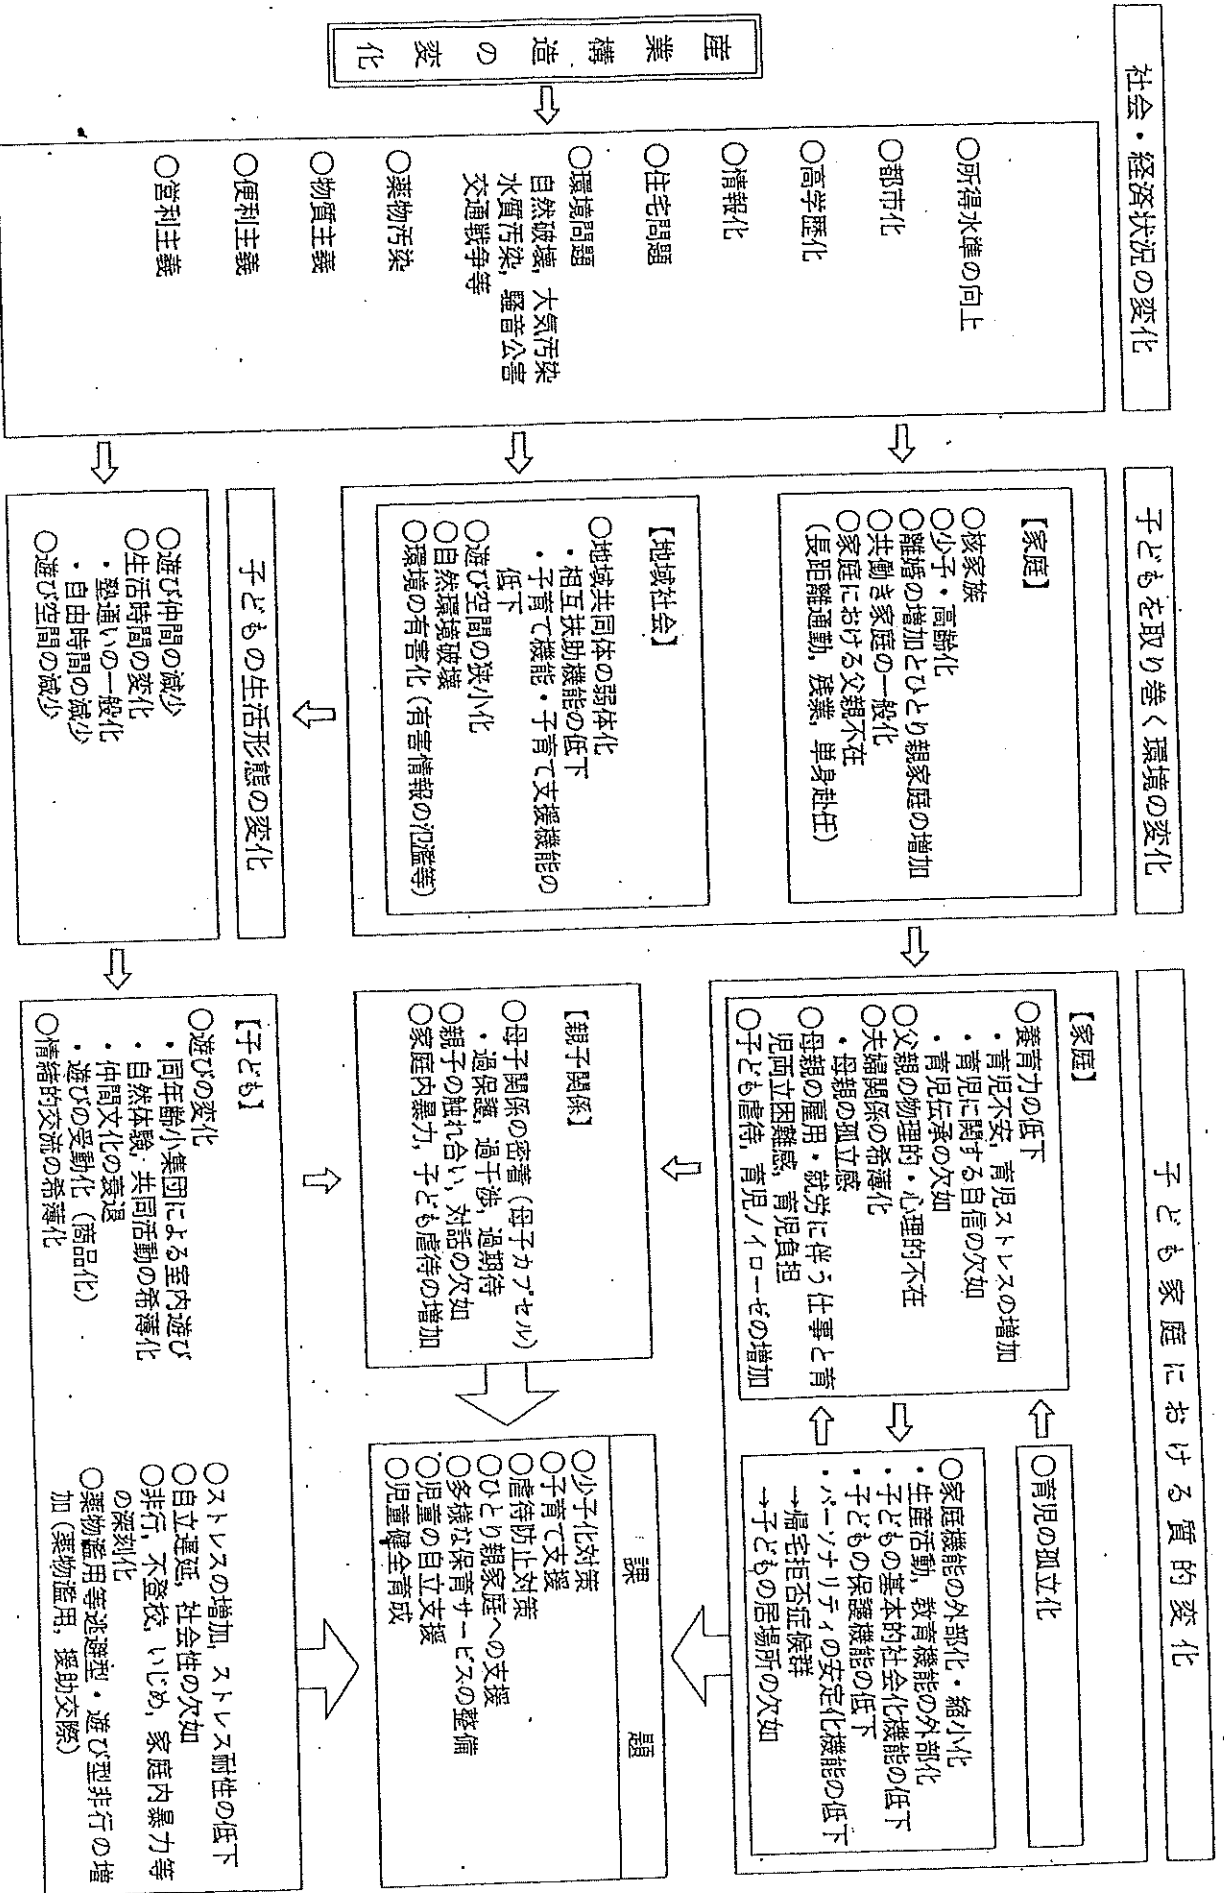 社会・経済状況の変化
産業構造の変化
○所得水準の向上
○都市化
○高学歴化
○情報化
○住宅問題
○環境問題
自然破壊，大気汚染
水質汚染，騒音公害
交通戦争等
○薬物汚染
○物質主義
○便利主義
○営利主義
子どもを取り巻く環境の変化
【家庭】
○核家族
○少子・高齢化
○離婚の増加とひとり親家庭の増加
○共働き家庭の一般化
○家庭における父親不在
（長距離通勤，残業，単身赴任）
【地域社会】
○地域共同体の弱体化
・相互扶助機能の低下
・子育て機能・子育て支援機能の
低下
○遊び空間の狭小化
○自然環境破壊
○環境の有害化（有害情報の氾濫等）
子どもの生活形態の変化
○遊び仲間の減少
○生活時間の変化
・塾通いの一般化
・自由時間の減少
○遊び空間の減少
子ども家庭における質的変化
【家庭】
○養育力の低下
・育児不安，育児ストレスの増加
・育児に関する自信の欠如
・育児伝承の欠如
○父親の物理的・心理的不在
○夫婦関係の希薄化
・母親の孤立感
○母親の雇用・就労に伴う仕事と育
児両立困難感，育児負担
○子ども虐待，育児ノイローゼの増加
○育児の孤立化
○家庭機能の外部化・縮小化
・生産活動，教育機能の外部化
・子どもの基本的社会化機能の低下
・子どもの保護機能の低下
・パーソナリティの安定化機能の低下
→帰宅拒否症候群
→子どもの居場所の欠如
【親子関係】
○母子関係の密着（母子カプセル）
・過保護，過干渉，過期待
○親子の触れ合い，対話の欠如
○家庭内暴力，子ども虐待の増加
課題
○少子化対策
○子育て支援
○虐待防止対策
○ひとり親家庭への支援
○多様な保育サービスの整備
○児童の自立支援
○児童健全育成
【子ども】
○遊びの変化
・同年齢小集団による室内遊び
・自然体験・共同活動の希薄化
・仲間文化の衰退
・遊びの受動化（商品化）
○情緒的交流の希薄化
○ストレスの増加，ストレス耐性の低下
○自立遅延，社会性の欠如
○非行，不登校，いじめ，家庭内暴力等
の深刻化
○薬物濫用等逃避型・遊び型非行の増
加（薬物濫用，援助交際）